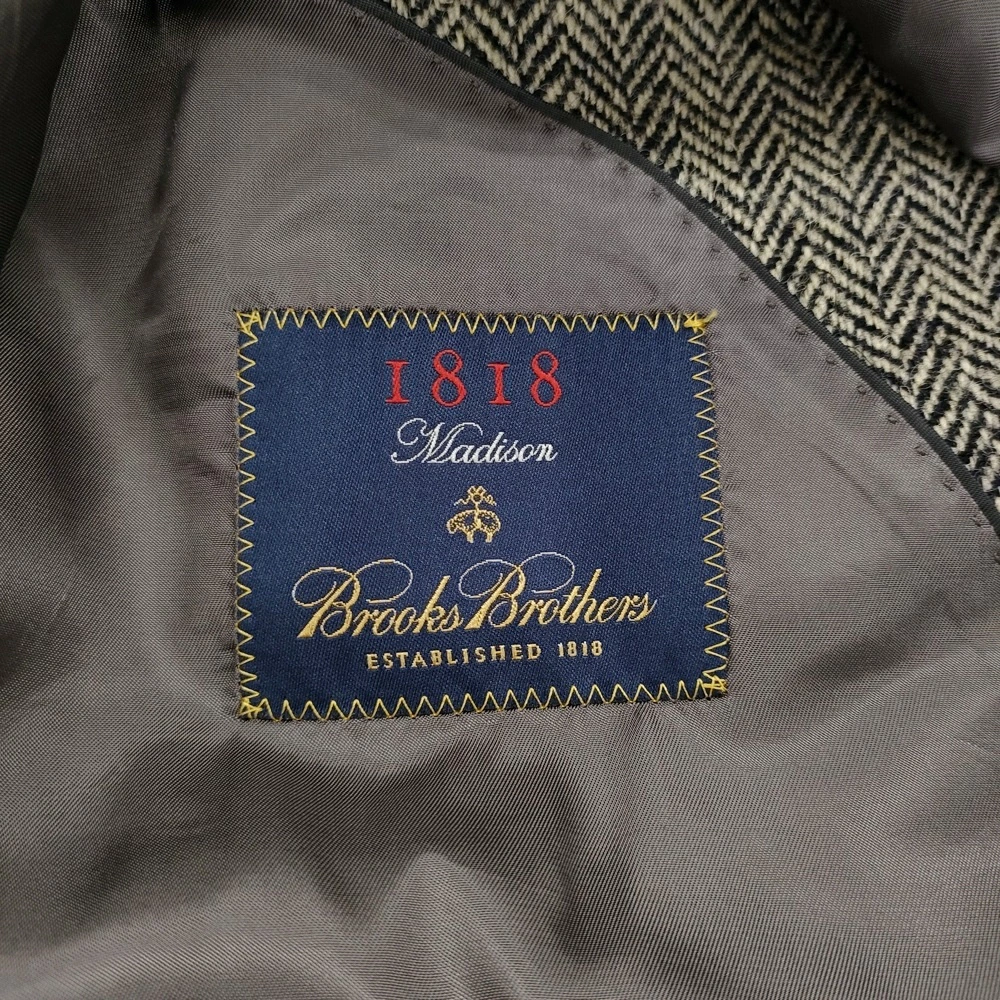 1818
Madison
Brooks Brothers
ESTABLISHED 1818